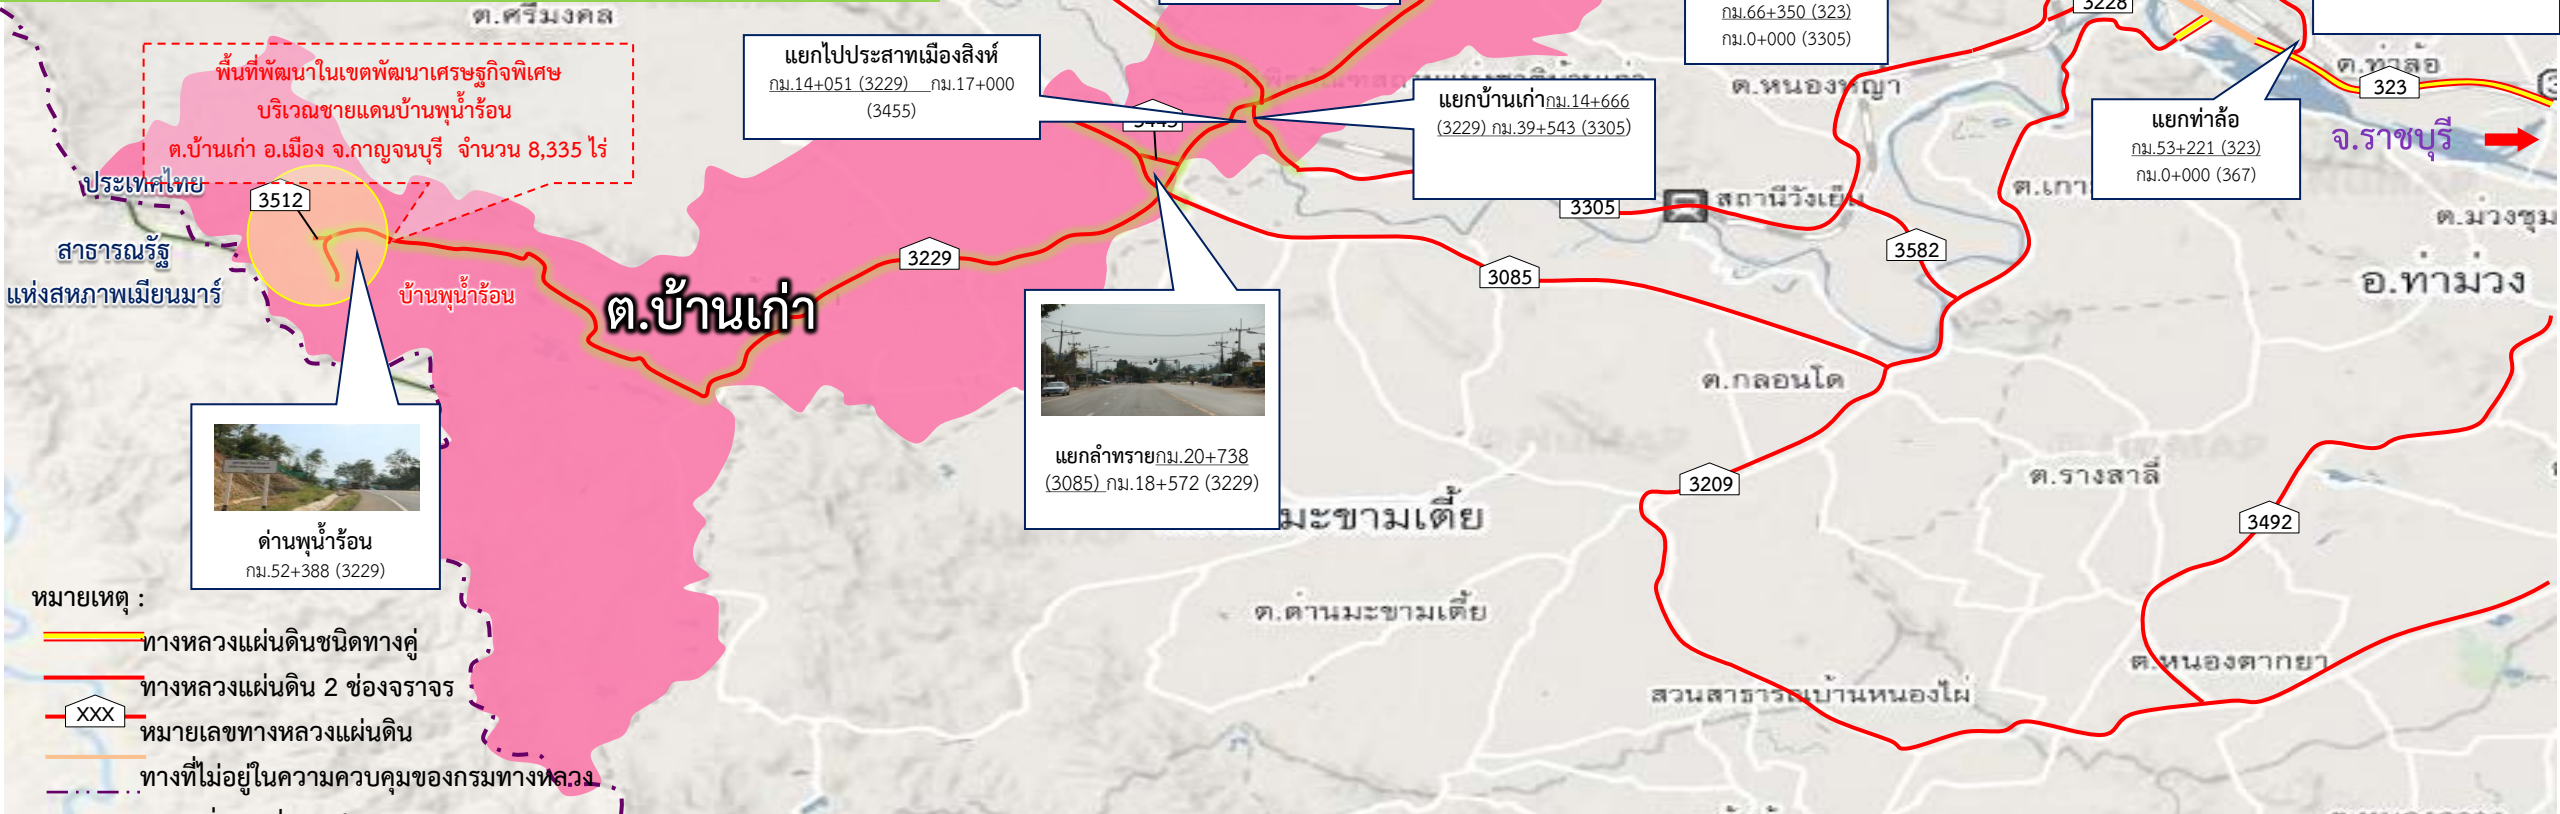 ต.ศรีมงคล
พื้นที่พัฒนาในเขตพัฒนาเศรษฐกิจพิเศษ
บริเวณชายแดนบ้านพุน้ำร้อน
ต.บ้านเก่า อ.เมือง จ.กาญจนบุรี จำนวน 8,335 ไร่
แยกไปประสาทเมืองสิงห์
กม.14+051 (3229) กม.17+000
(3455)
กม.66+350 (323)
กม.0+000 (3305)
3228
ต.หนองหญ้า
แยกบ้านเก่ากม.14+666
(3229) กม.39+543 (3305)
แยกท่าล้อ
กม.53+221 (323)
กม.0+000 (367)
ต.ท่าล้อ
323
จ.ราชบุรี
ประเทศไทย
3512
สาธารณรัฐ
แห่งสหภาพเมียนมาร์
บ้านพุน้ำร้อน
ต.บ้านเก่า
3229
3085
3305
สถานีวังเย็น
3582
ต.ม่วงชุม
อ.ท่าม่วง
แยกลำทรายกม.20+738
(3085) กม.18+572 (3229)
ต.กลอนโด
3209
ต.รางสาลี่
3492
มะขามเตี้ย
ต.ด่านมะขามเตี้ย
ด่านพุน้ำร้อน
กม.52+388 (3229)
สวนสาธารณบ้านหนองไผ่
ต.หนองตากยา
หมายเหตุ :
ทางหลวงแผ่นดินชนิดทางคู่
ทางหลวงแผ่นดิน 2 ช่องจราจร
XXX
หมายเลขทางหลวงแผ่นดิน
ทางที่ไม่อยู่ในความควบคุมของกรมทางหลวง